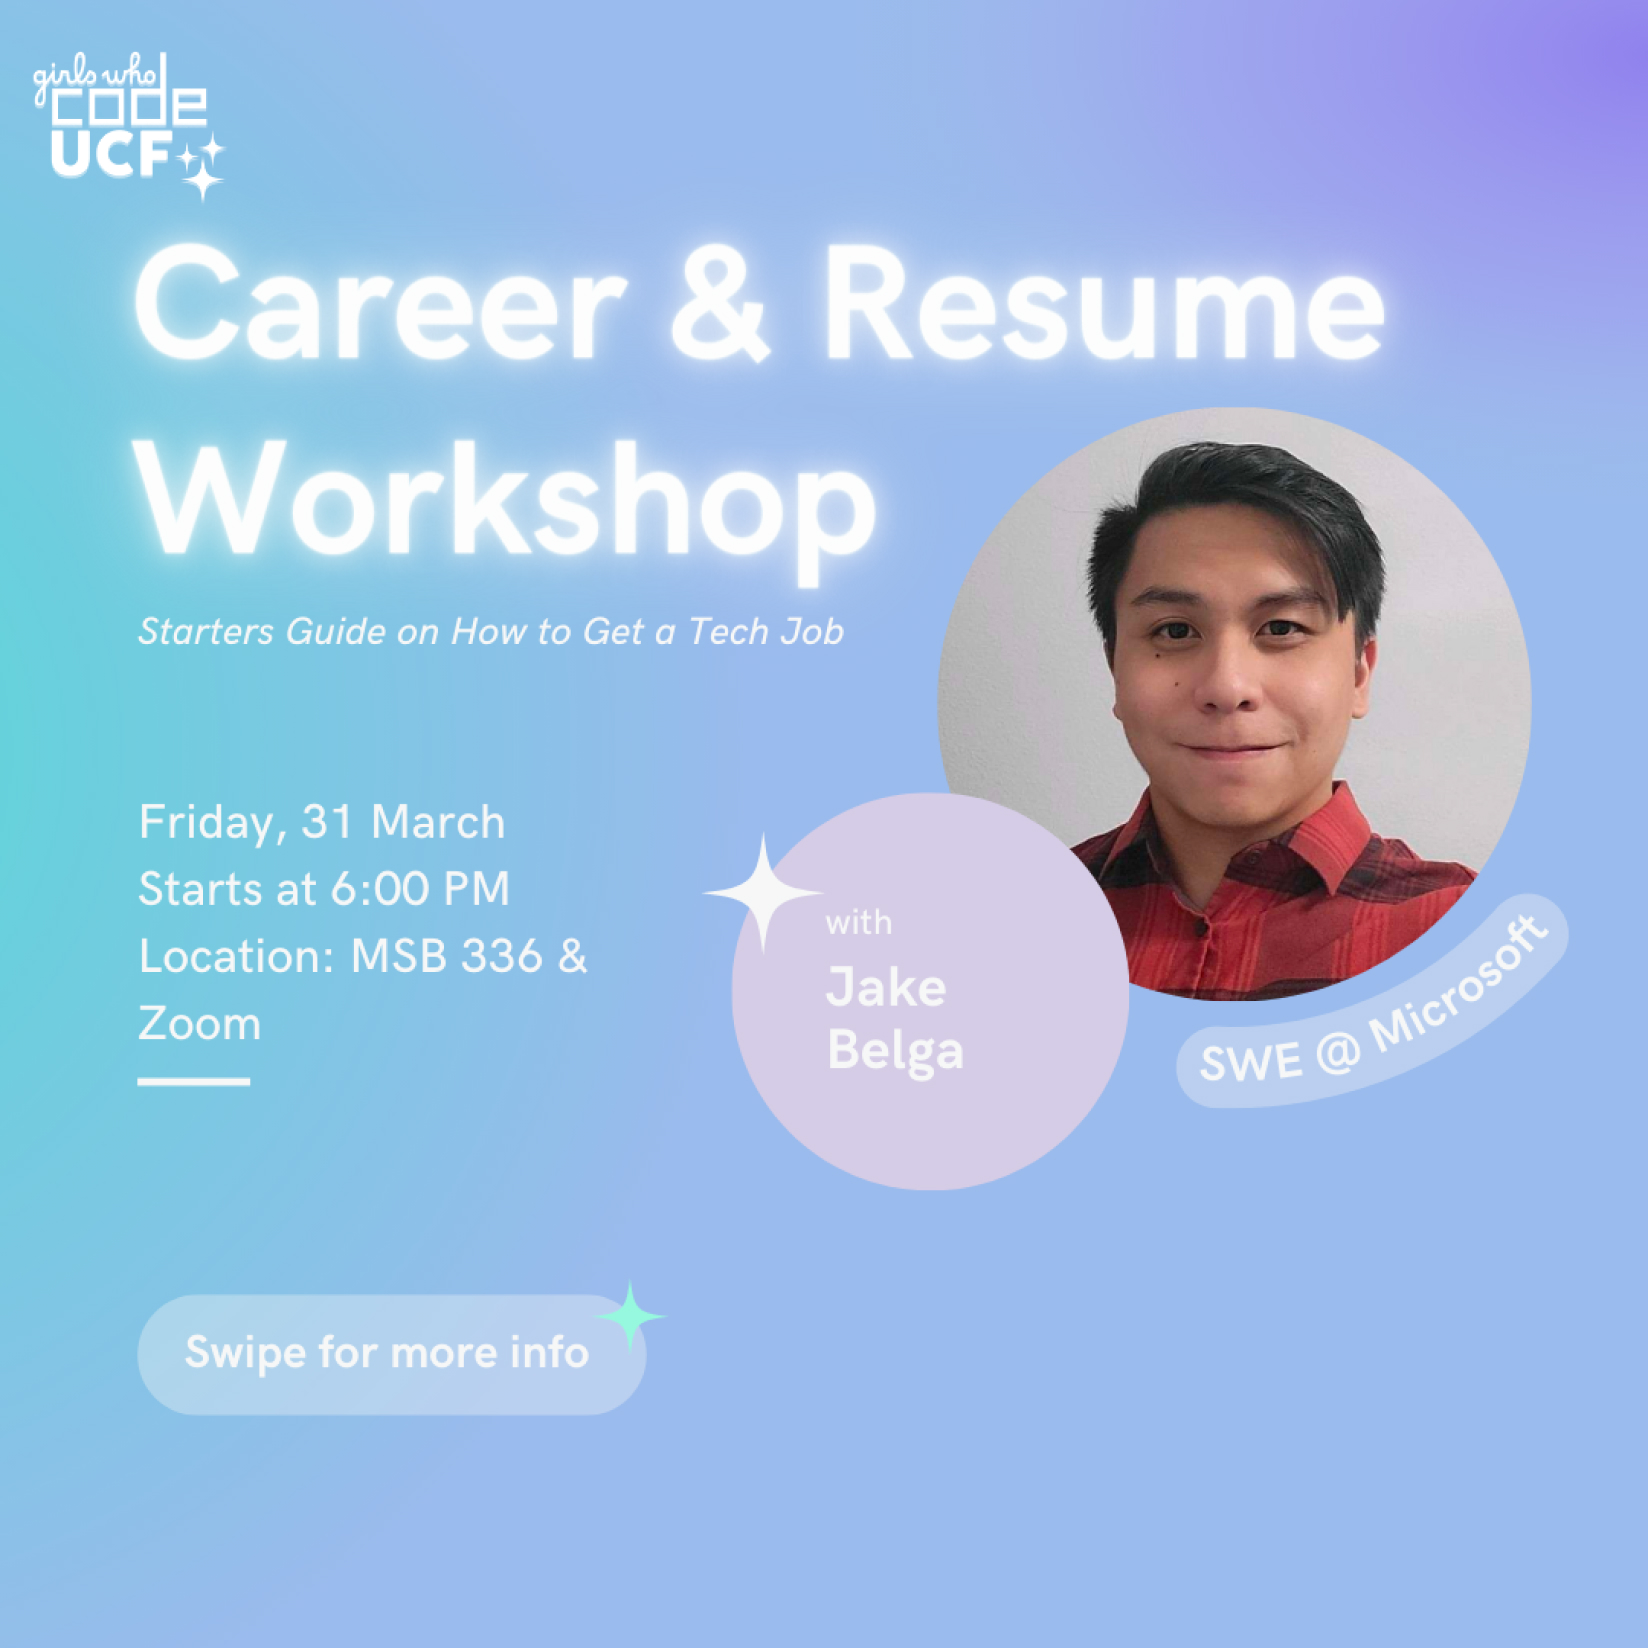 girls who
code
UCF
Career & Resume
Workshop
Starters Guide on How to Get a Tech Job
Friday, 31 March
Starts at 6:00 PM
Location: MSB 336 &
Zoom
with
Jake
Belga
SWE @ Microsoft
Swipe for more info